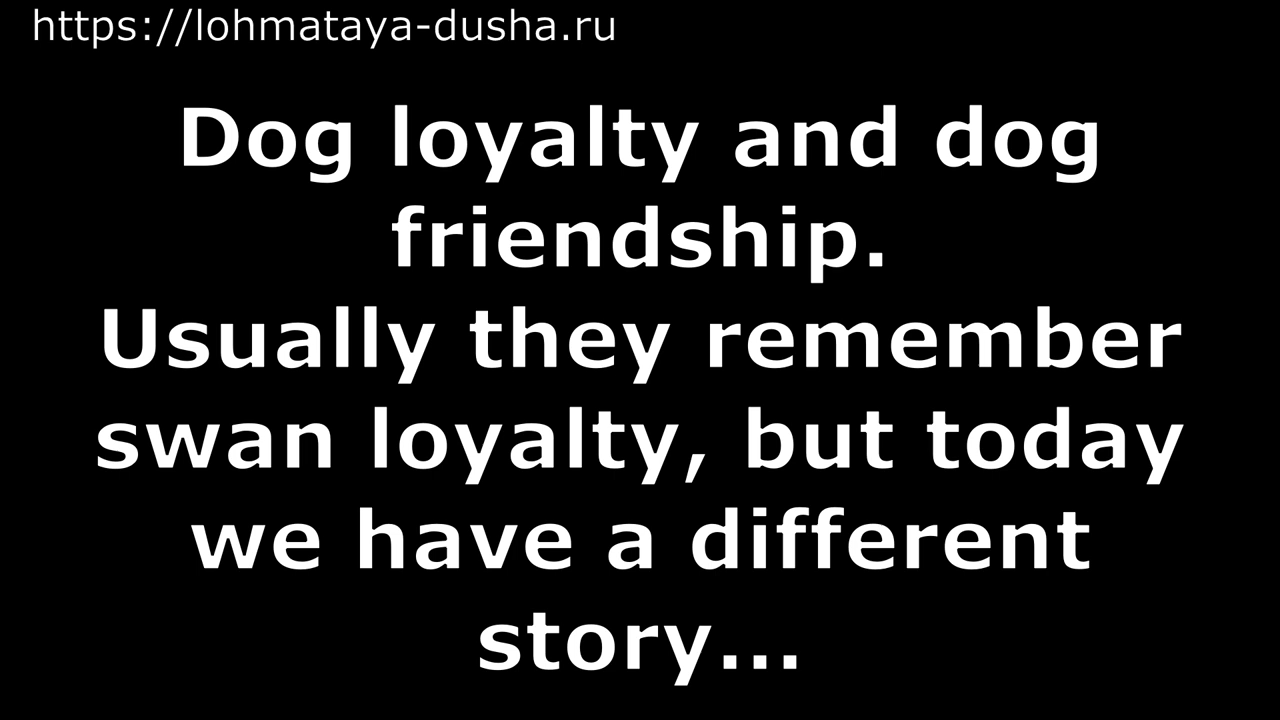 https://lohmataya-dusha.ru
Dog loyalty and dog
friendship.
Usually they remember
swan loyalty, but today
we have a different
story...